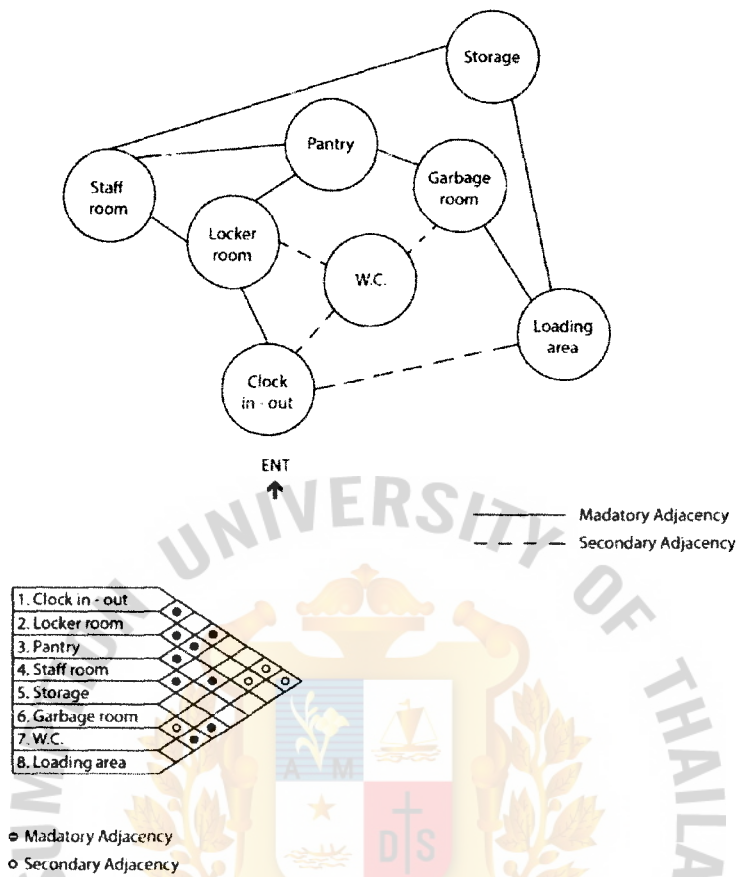 Storage
Pantry
Garbage
room
Staff
room
Locker
room
W.C.
Loading
area
Clock
in - out
ENT
Madatory Adjacency
Secondary Adjacency
UNIVERSITY OF THAILA
1. Clock in - out
2. Locker room
3. Pantry
4. Staff room
5. Storage
6. Garbage room
7. W.C.
8. Loading area
A M
D S
Madatory Adjacency
Secondary Adjacency